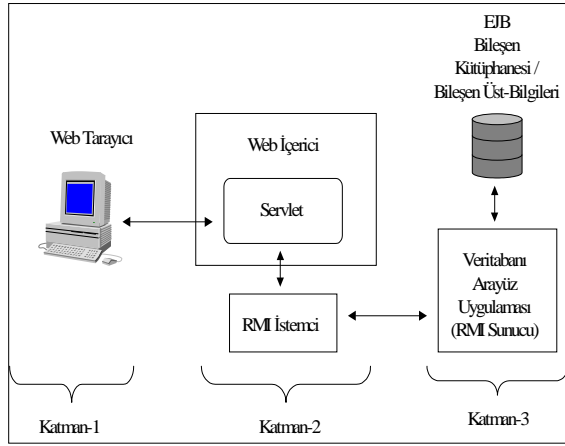 EJB
Bileşen
Kütüphanesi /
Bileşen Üst-Bilgileri
Web Tarayıcı
Web İçerici
Servlet
Veritabanı
Arayüz
Uygulaması
(RMI Sunucu)
RMI İstemci
Katman-1
Katman-2
Katman-3